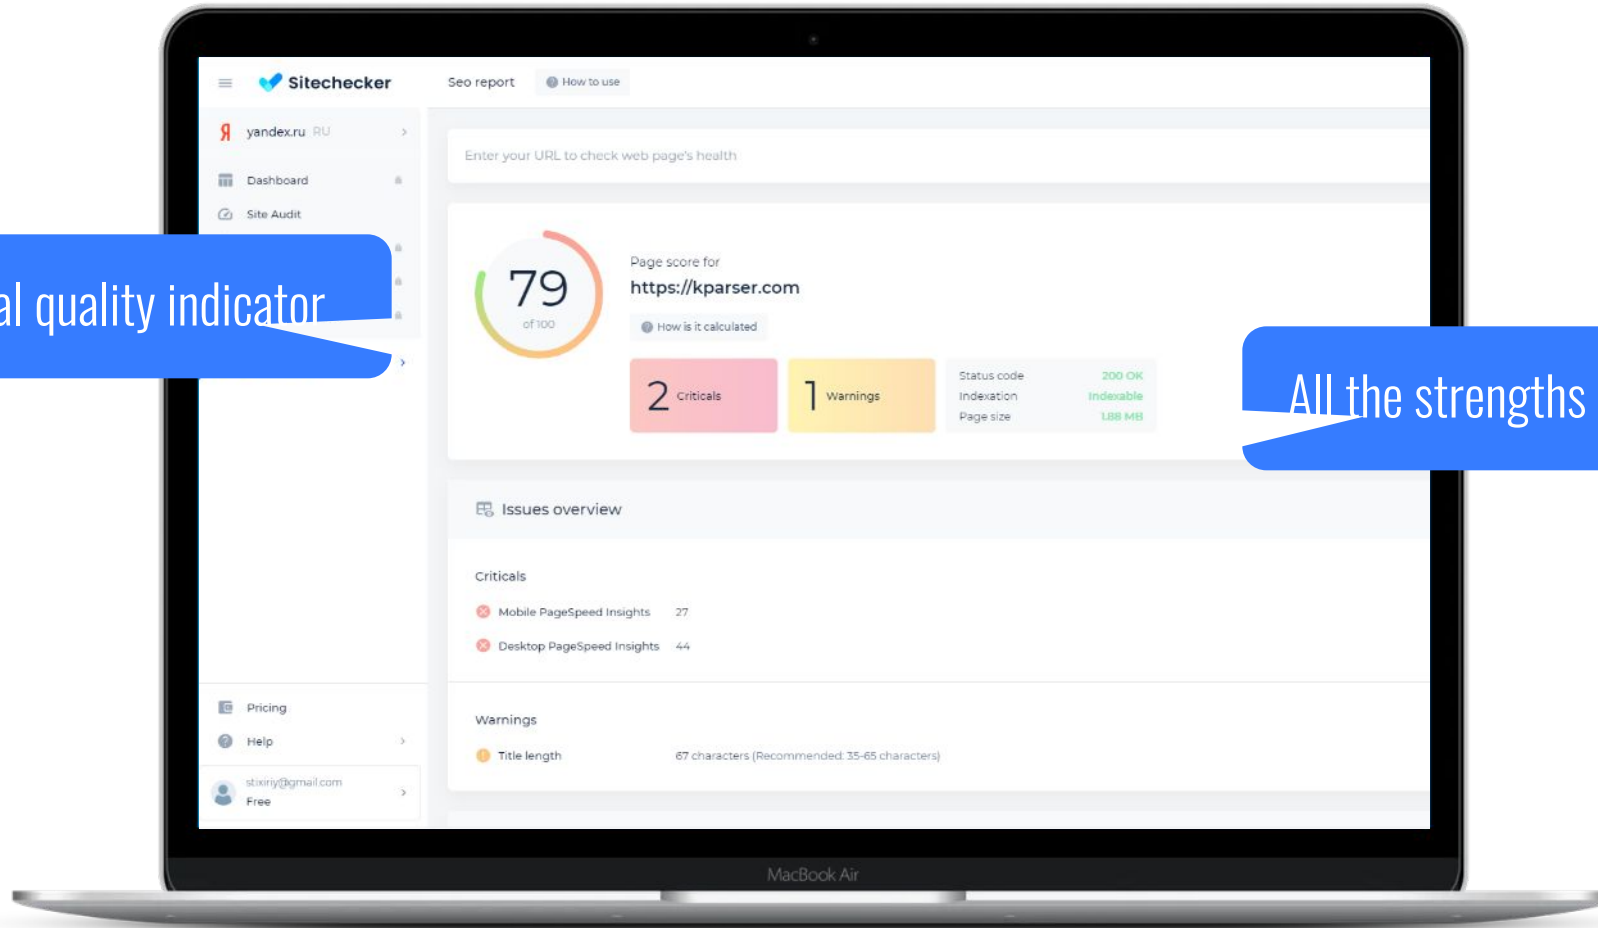 Sitechecker
Seo report
How to use
yandex.ru RU
Dashboard
Site Audit
Enter your URL to check web page's health
79
of 100
Page score for
https://kparser.com
How is it calculated
2 Criticals
1 Warnings
Status code 200 OK
Indexation Indexable
Page size 1.88 MB
al quality indicator
All the strengths
Issues overview
Criticals
Mobile PageSpeed Insights 27
Desktop PageSpeed Insights 44
Warnings
Title length 67 characters (Recommended: 35-65 characters)
Pricing
Help
stixiriy@gmail.com
Free
MacBook Air